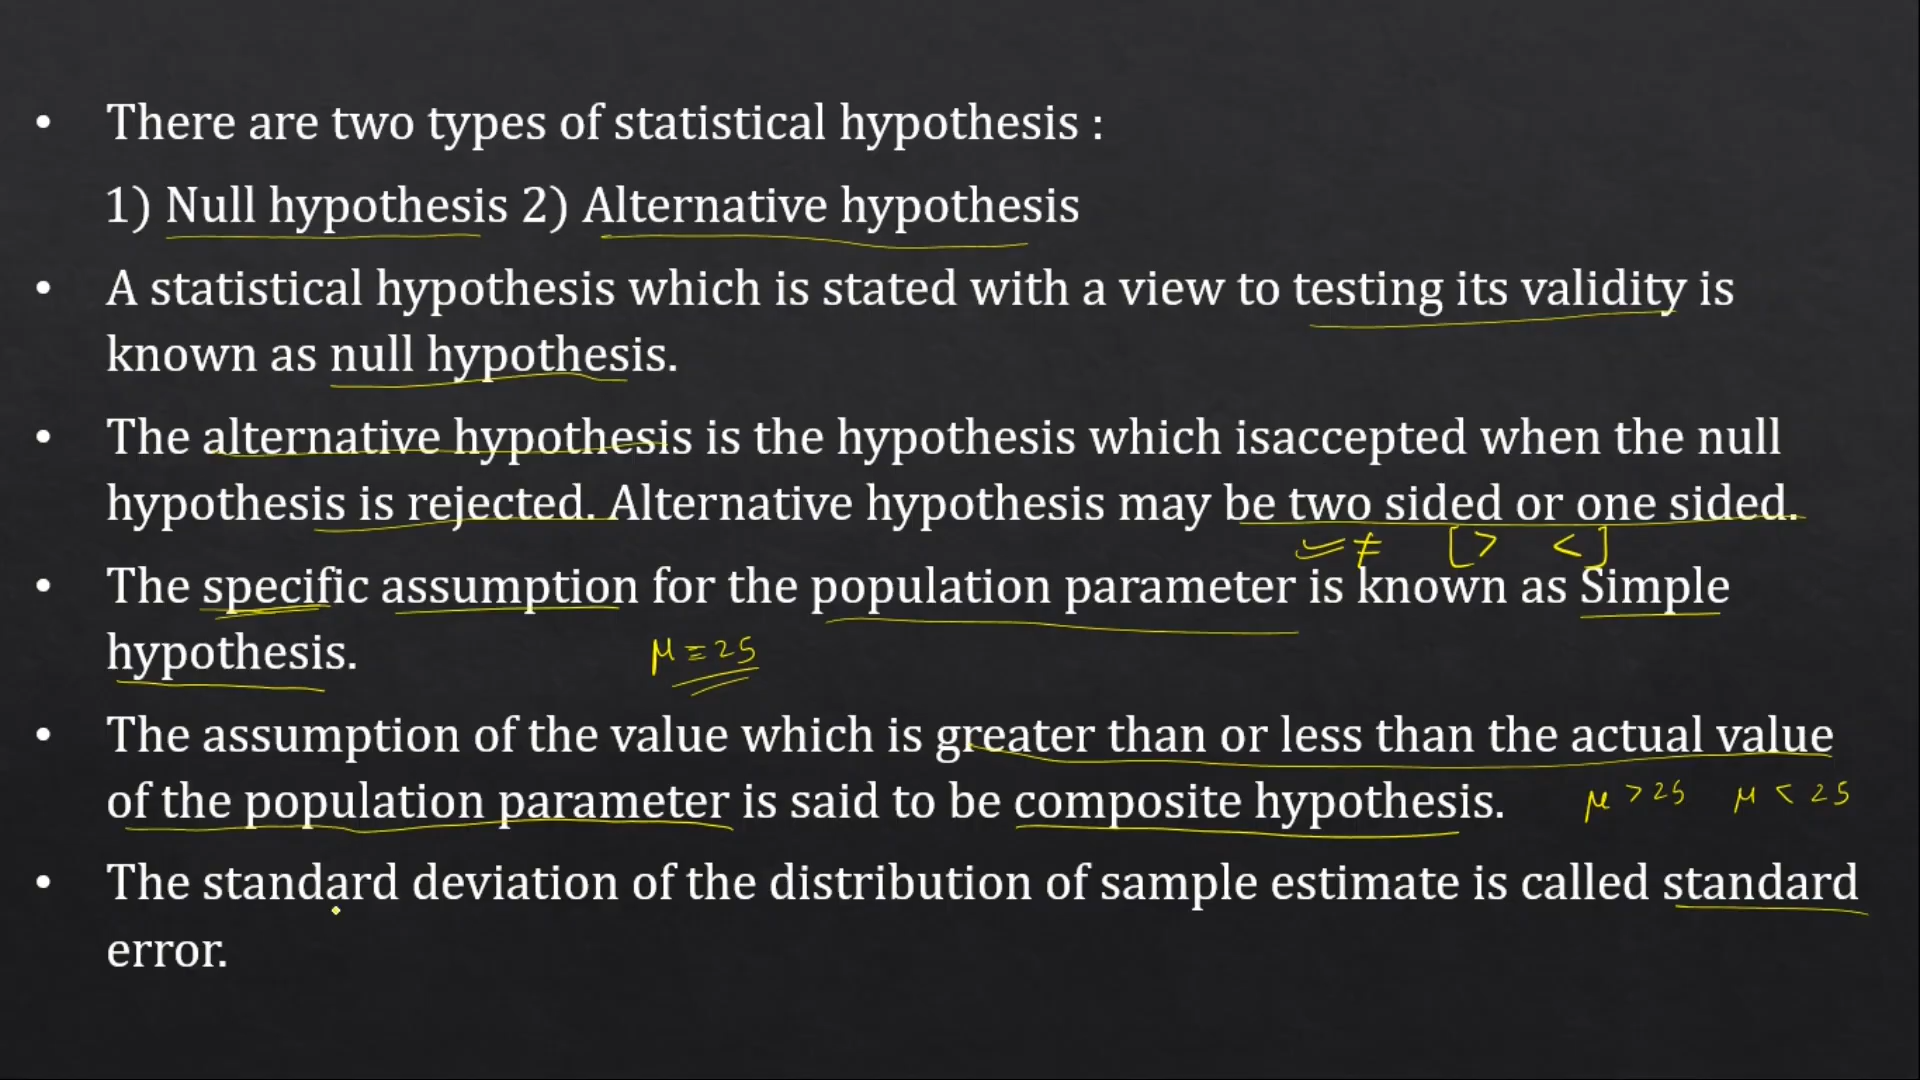 • There are two types of statistical hypothesis :
1) Null hypothesis 2) Alternative hypothesis
• A statistical hypothesis which is stated with a view to testing its validity is
known as null hypothesis.
• The alternative hypothesis is the hypothesis which isaccepted when the null
hypothesis is rejected. Alternative hypothesis may be two sided or one sided.
≠ [> <]
• The specific assumption for the population parameter is known as Simple
hypothesis.
μ = 25
• The assumption of the value which is greater than or less than the actual value
of the population parameter is said to be composite hypothesis.
μ > 25 μ < 25
• The standard deviation of the distribution of sample estimate is called standard
error.